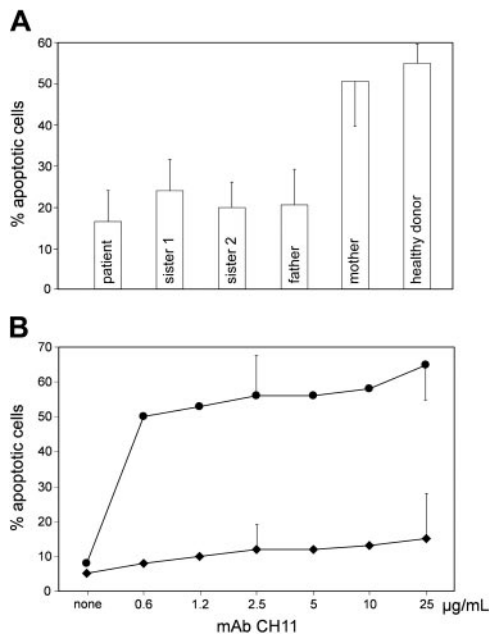 A
60
50
40
30
20
10
0
% apoptotic cells
patient
sister 1
sister 2
father
mother
healthy donor
B
70
60
50
40
30
20
10
0
% apoptotic cells
none 0.6 1.2 2.5 5 10 25 µg/mL
mAb CH11